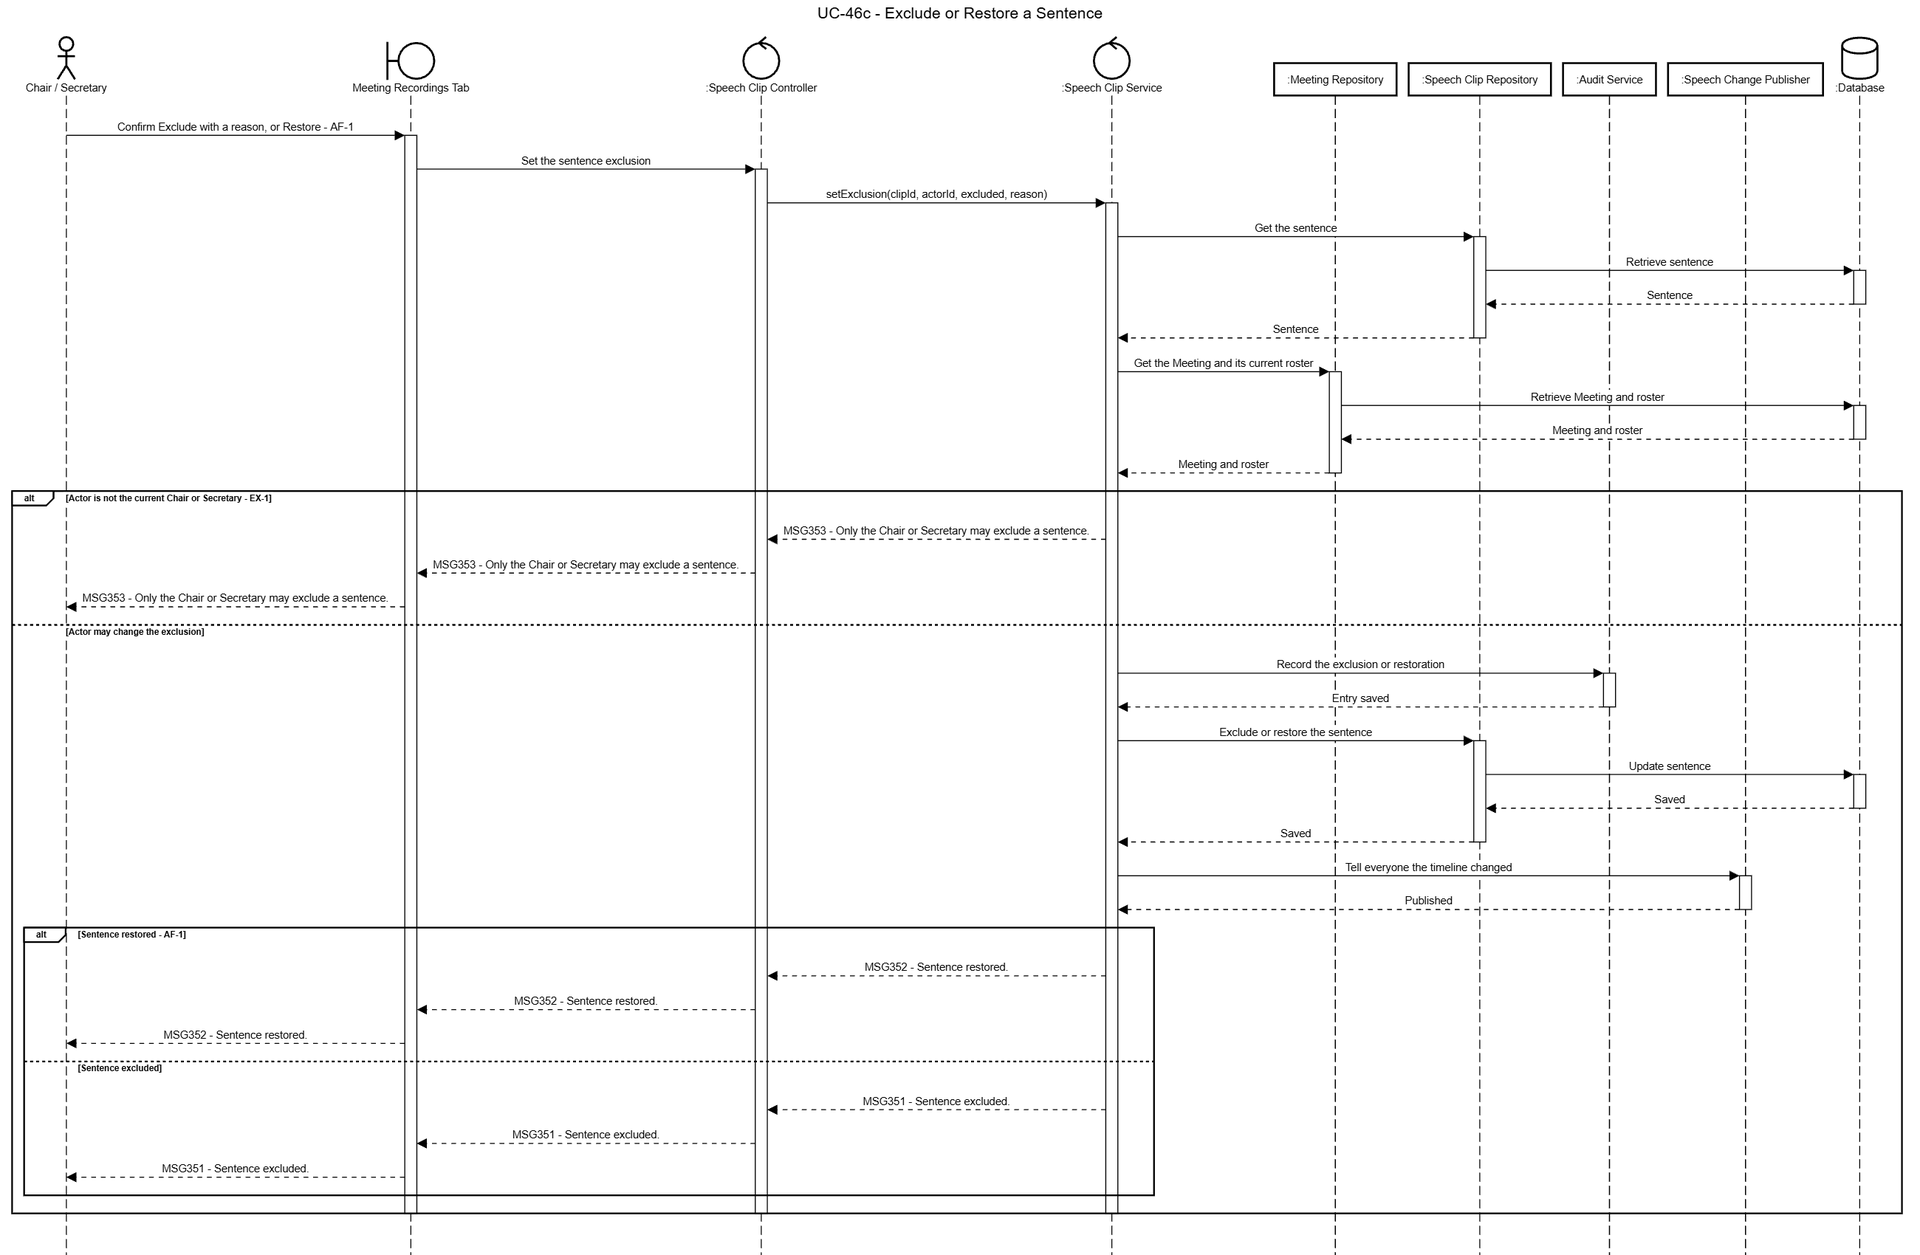 UC-46c - Exclude or Restore a Sentence
Chair / Secretary
Meeting Recordings Tab
:Speech Clip Controller
:Speech Clip Service
:Meeting Repository
:Speech Clip Repository
:Audit Service
:Speech Change Publisher
:Database
Confirm Exclude with a reason, or Restore - AF-1
Set the sentence exclusion
setExclusion(clipId, actorId, excluded, reason)
Get the sentence
Retrieve sentence
Sentence
Sentence
Get the Meeting and its current roster
Retrieve Meeting and roster
Meeting and roster
Meeting and roster
alt
[Actor is not the current Chair or Secretary - EX-1]
MSG353 - Only the Chair or Secretary may exclude a sentence.
MSG353 - Only the Chair or Secretary may exclude a sentence.
MSG353 - Only the Chair or Secretary may exclude a sentence.
[Actor may change the exclusion]
Record the exclusion or restoration
Entry saved
Exclude or restore the sentence
Update sentence
Saved
Saved
Tell everyone the timeline changed
Published
alt
[Sentence restored - AF-1]
MSG352 - Sentence restored.
MSG352 - Sentence restored.
MSG352 - Sentence restored.
[Sentence excluded]
MSG351 - Sentence excluded.
MSG351 - Sentence excluded.
MSG351 - Sentence excluded.